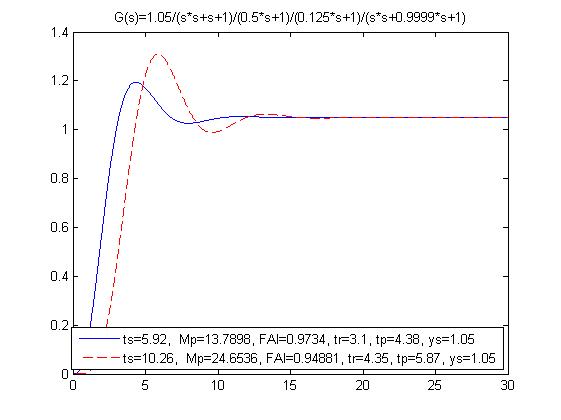 G(s)=1.05/(s*s+s+1)/(0.5*s+1)/(0.125*s+1)/(s*s+0.9999*s+1)
1.4
1.2
1
0.8
0.6
0.4
0.2
0
ts=5.92, Mp=13.7898, FAI=0.9734, tr=3.1, tp=4.38, ys=1.05
ts=10.26, Mp=24.6536, FAI=0.94881, tr=4.35, tp=5.87, ys=1.05
0 5 10 15 20 25 30